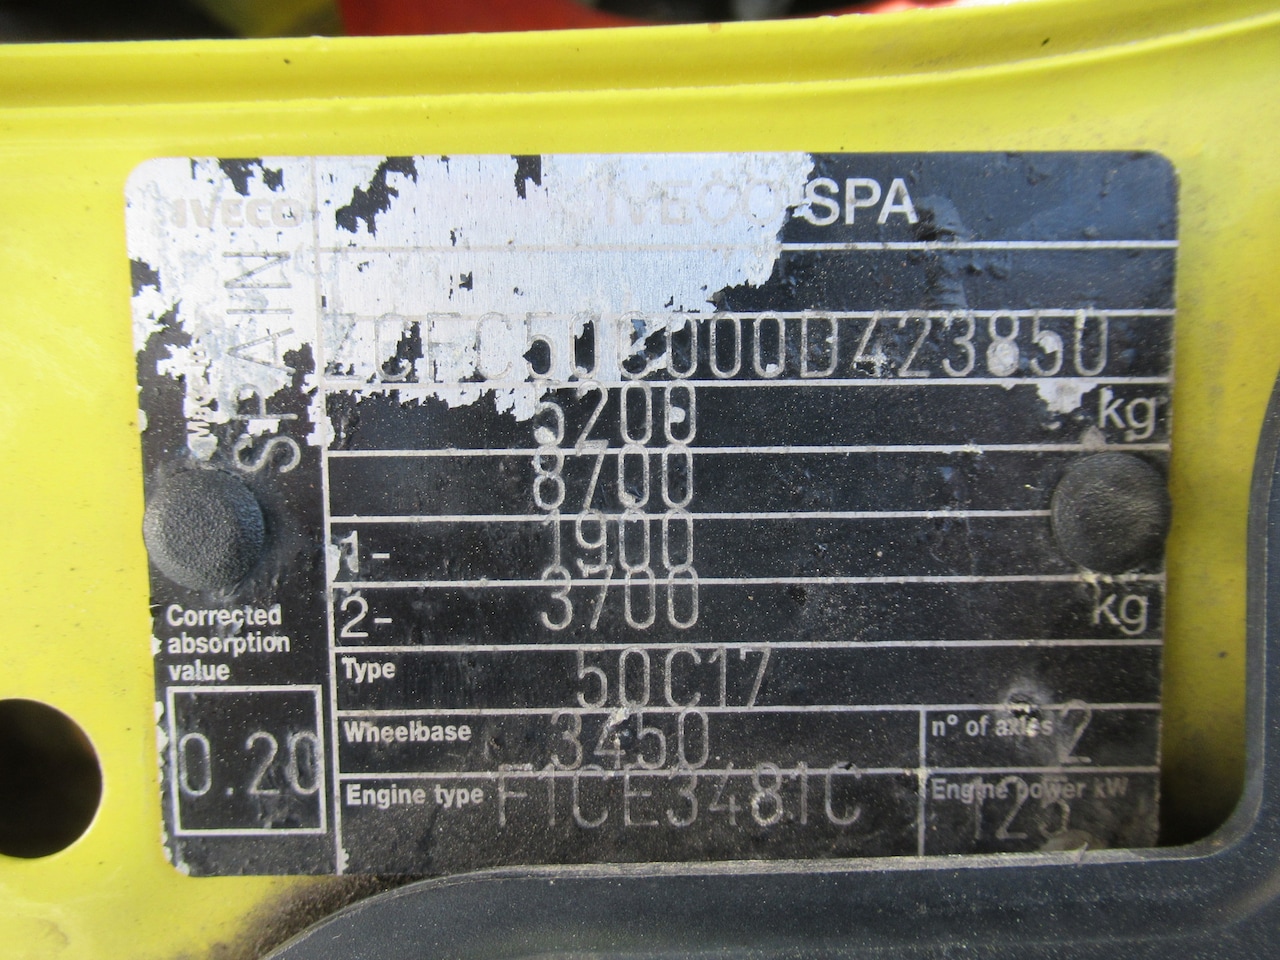 IVECO
IVECO SPA
SPAIN
ZCFC50C000D423850
5200 kg
8700
1- 1900
2- 3700 kg
Corrected
absorption
value
0.20
Type 50C17
Wheelbase 3450
n° of axles 2
Engine type F1CE3481C
Engine power kW
125